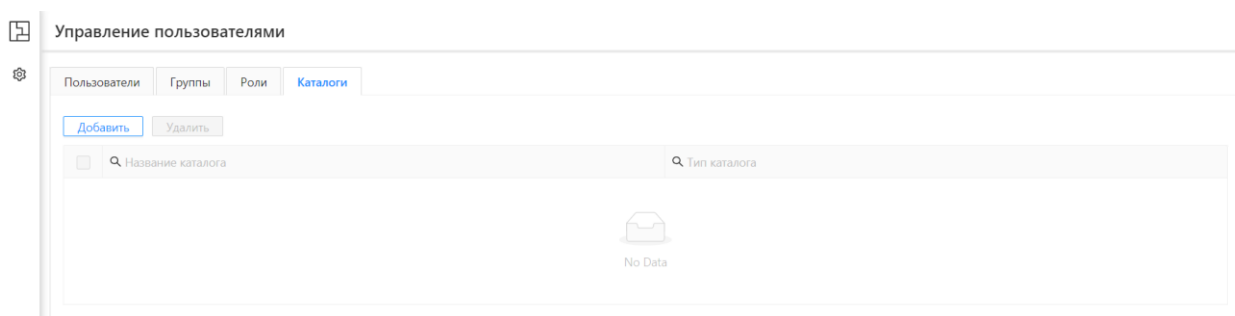 Управление пользователями
Пользователи Группы Роли Каталоги
Добавить Удалить
Название каталога Тип каталога
No Data